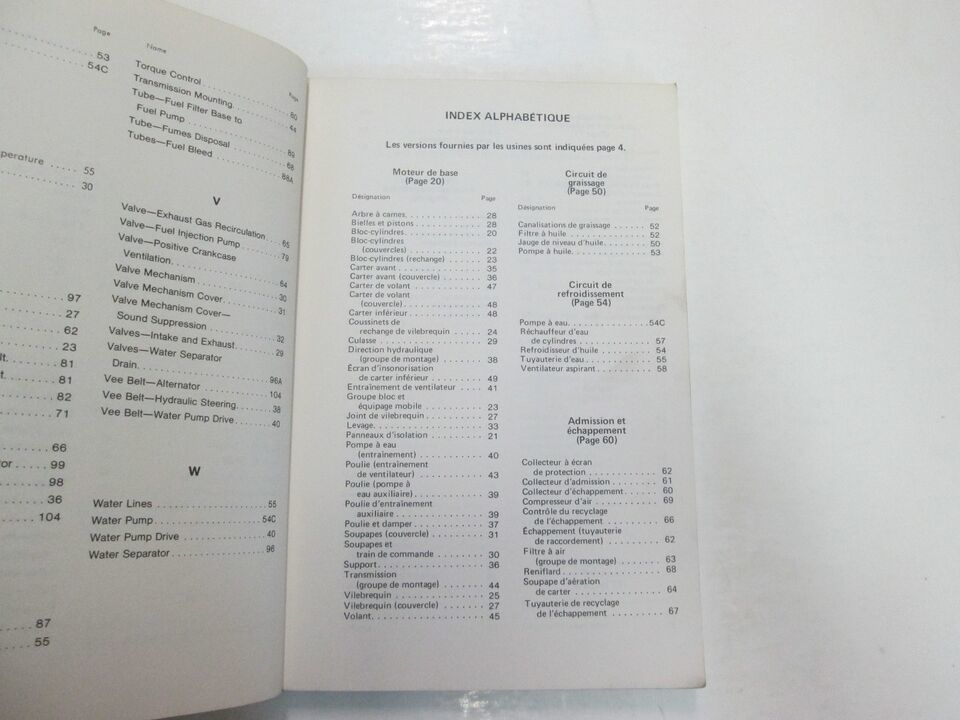 Page
53
54C
perature ..... 55
30
97
27
62
23
lt. 81
t. 81
82
71
66
or ..... 99
98
36
104
87
55
Name
Page
Torque Control 80
Transmission Mounting. 44
Tube—Fuel Filter Base to
Fuel Pump 89
Tube—Fumes Disposal 68
Tubes—Fuel Bleed 88A
V
Valve—Exhaust Gas Recirculation 65
Valve—Fuel Injection Pump 79
Valve—Positive Crankcase
Ventilation. 64
Valve Mechanism 30
Valve Mechanism Cover 31
Valve Mechanism Cover—
Sound Suppression 32
Valves—Intake and Exhaust 29
Valves—Water Separator
Drain. 96A
Vee Belt—Alternator 104
Vee Belt—Hydraulic Steering. 38
Vee Belt—Water Pump Drive 40
W
Water Lines 55
Water Pump 54C
Water Pump Drive 40
Water Separator 96
INDEX ALPHABÉTIQUE
Les versions fournies par les usines sont indiquées page 4.
Moteur de base
(Page 20)
Désignation Page
Arbre à cames. 28
Bielles et pistons 28
Bloc-cylindres. 20
Bloc-cylindres
(couvercles) 22
Bloc-cylindres (rechange) 23
Carter avant 35
Carter avant (couvercle) 36
Carter de volant 47
Carter de volant
(couvercle) 48
Carter inférieur 48
Coussinets de
rechange de vilebrequin 24
Culasse 29
Direction hydraulique
(groupe de montage) 38
Écran d'insonorisation
de carter inférieur 49
Entraînement de ventilateur 41
Groupe bloc et
équipage mobile 23
Joint de vilebrequin 27
Levage. 33
Panneaux d'isolation 21
Pompe à eau
(entraînement) 40
Poulie (entraînement
de ventilateur) 43
Poulie (pompe à
eau auxiliaire) 39
Poulie d'entraînement
auxiliaire 39
Poulie et damper 37
Soupapes (couvercle) 31
Soupapes et
train de commande 30
Support. 36
Transmission
(groupe de montage) 44
Vilebrequin 25
Vilebrequin (couvercle) 27
Volant. 45
Circuit de
graissage
(Page 50)
Désignation Page
Canalisations de graissage 52
Filtre à huile 52
Jauge de niveau d'huile. 50
Pompe à huile. 53
Circuit de
refroidissement
(Page 54)
Pompe à eau. 54C
Réchauffeur d'eau
de cylindres 57
Refroidisseur d'huile 54
Tuyauterie d'eau 55
Ventilateur aspirant 58
Admission et
échappement
(Page 60)
Collecteur à écran
de protection 62
Collecteur d'admission 61
Collecteur d'échappement 60
Compresseur d'air 69
Contrôle du recyclage
de l'échappement 66
Échappement (tuyauterie
de raccordement) 62
Filtre à air
(groupe de montage) 63
Reniflard 68
Soupape d'aération
de carter 64
Tuyauterie de recyclage
de l'échappement 67